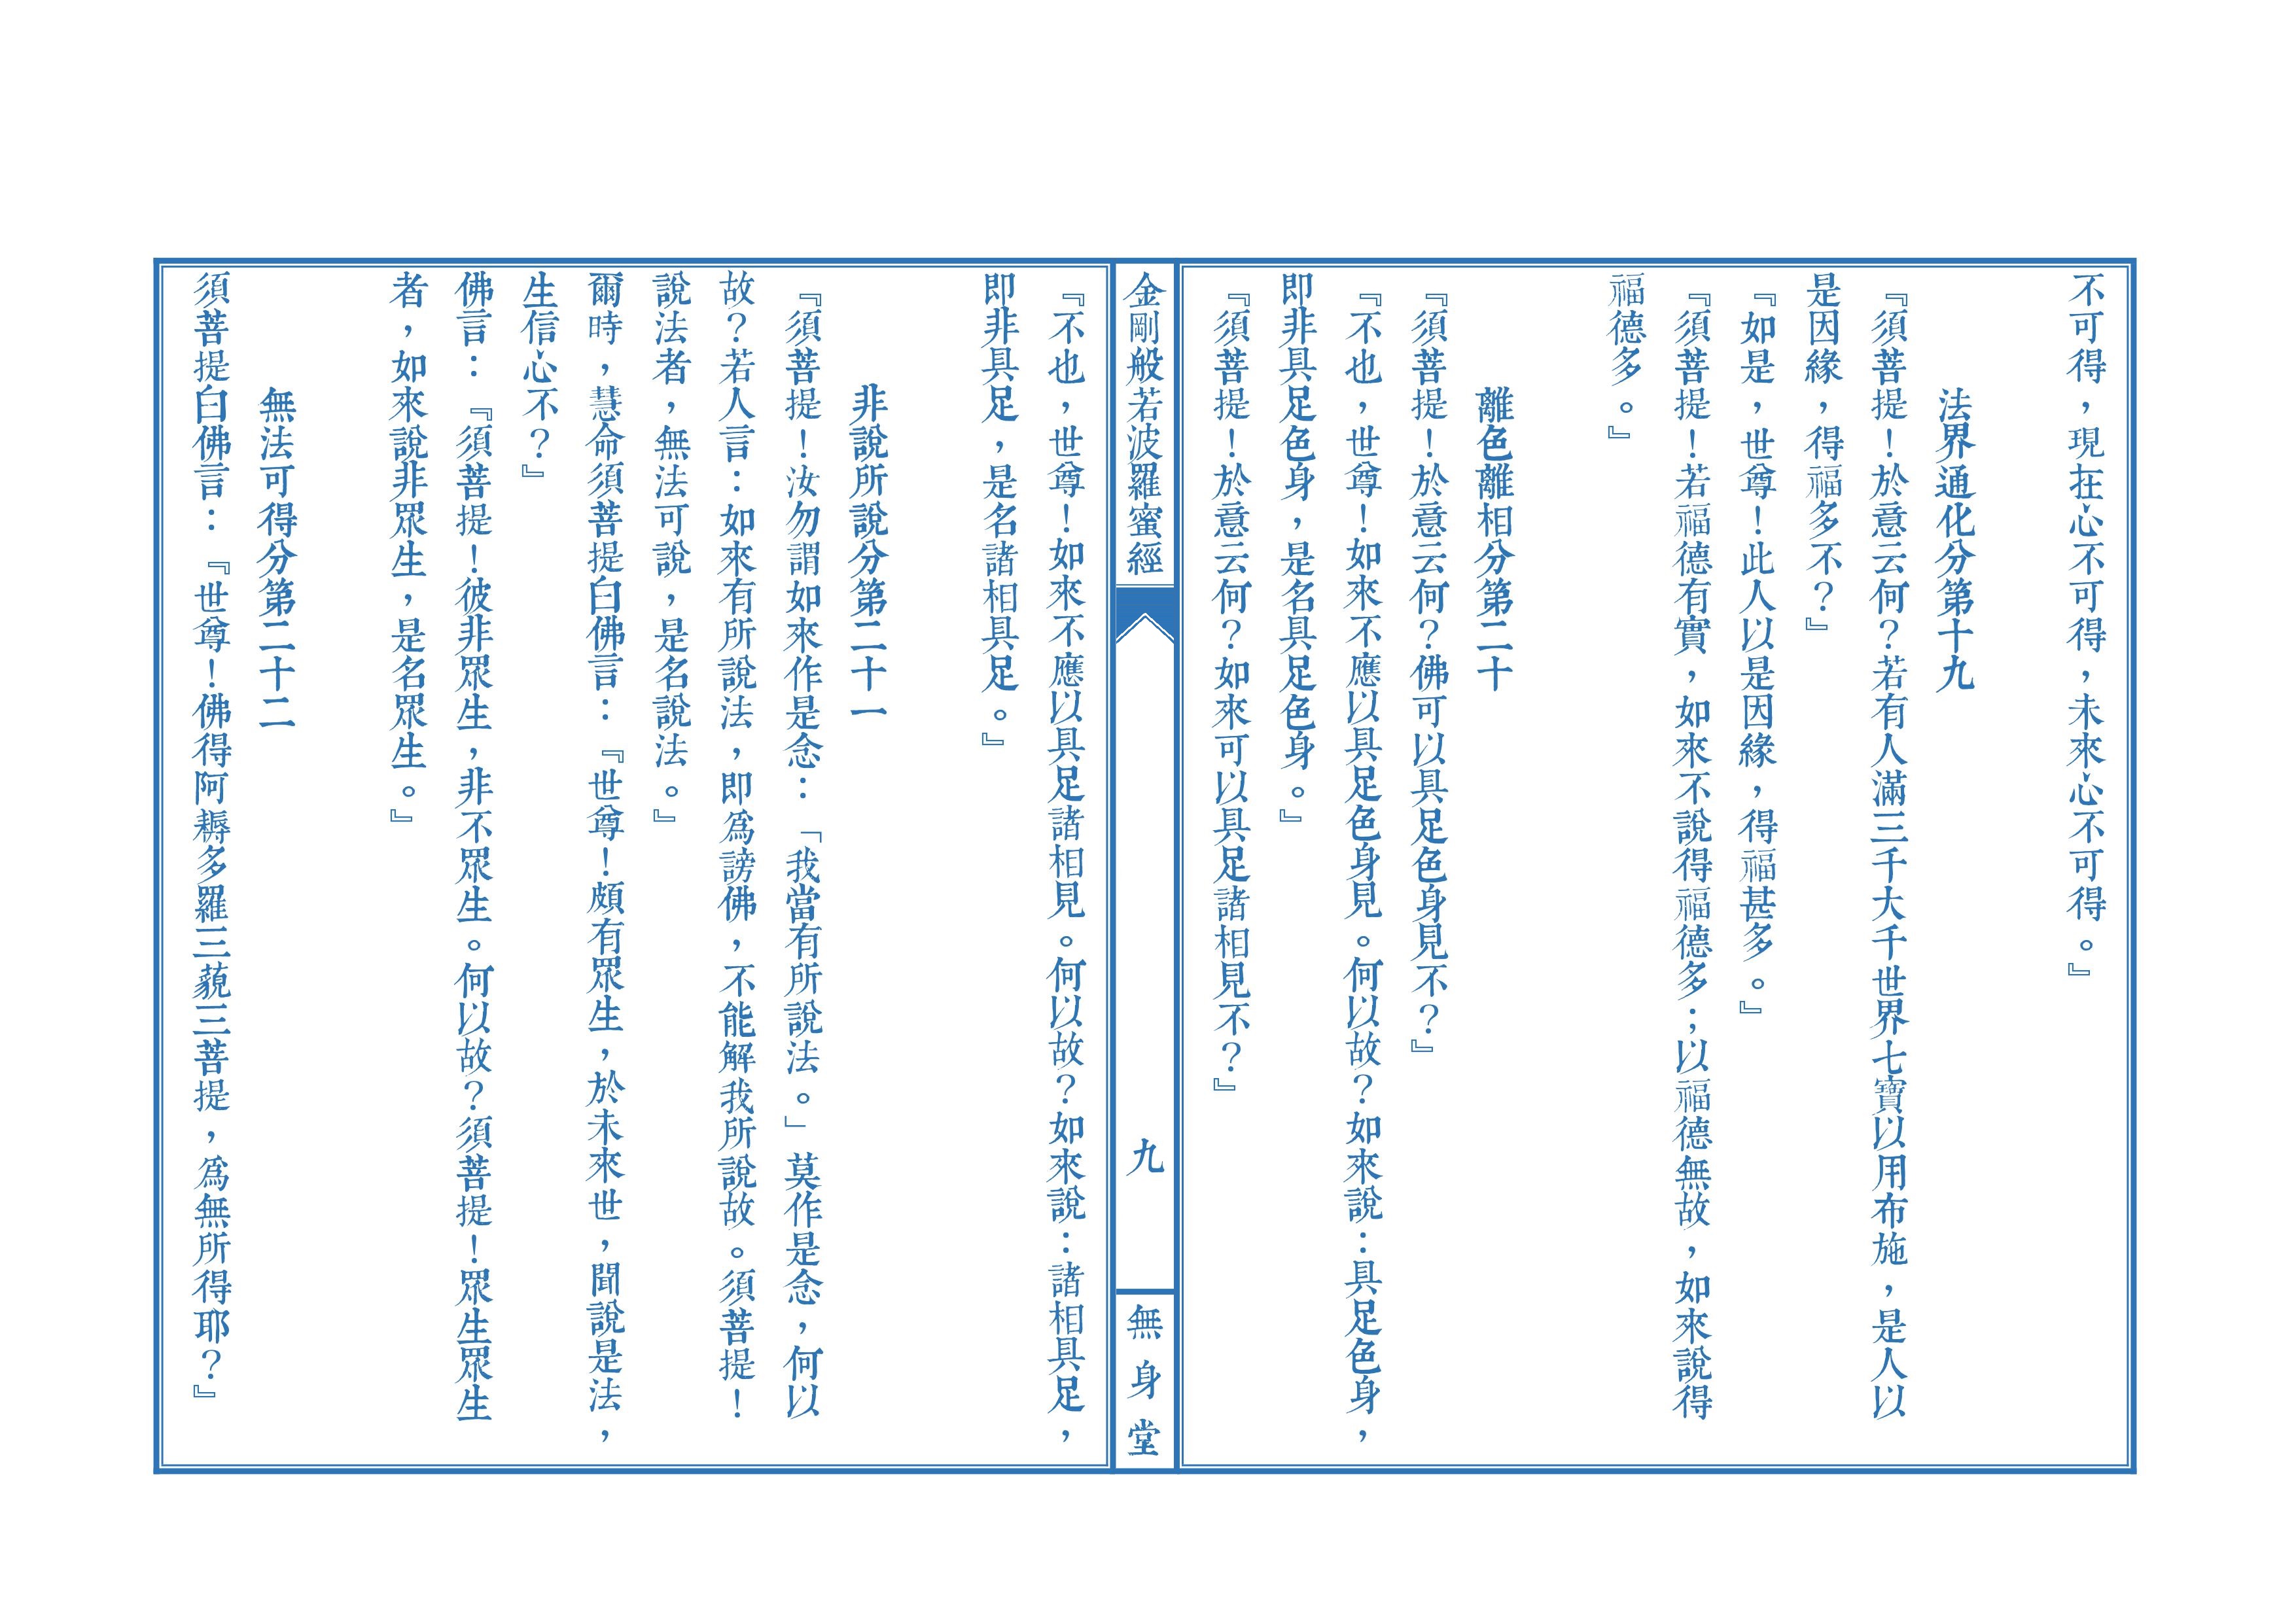 不可得，現在心不可得，未來心不可得。』
法界通化分第十九
『須菩提！於意云何？若有人滿三千大千世界七寶以用布施，是人以
是因緣，得福多不？』
『如是，世尊！此人以是因緣，得福甚多。』
『須菩提！若福德有實，如來不說得福德多；以福德無故，如來說得
福德多。』
離色離相分第二十
『須菩提！於意云何？佛可以具足色身見不？』
『不也，世尊！如來不應以具足色身見。何以故？如來說：具足色身，
即非具足色身，是名具足色身。』
『須菩提！於意云何？如來可以具足諸相見不？』
金剛般若波羅蜜經
九
無身堂
『不也，世尊！如來不應以具足諸相見。何以故？如來說：諸相具足，
即非具足，是名諸相具足。』
非說所說分第二十一
『須菩提！汝勿謂如來作是念：「我當有所說法。」莫作是念，何以
故？若人言：如來有所說法，即為謗佛，不能解我所說故。須菩提！
說法者，無法可說，是名說法。』
爾時，慧命須菩提白佛言：『世尊！頗有眾生，於未來世，聞說是法，
生信心不？』
佛言：『須菩提！彼非眾生，非不眾生。何以故？須菩提！眾生眾生
者，如來說非眾生，是名眾生。』
無法可得分第二十二
須菩提白佛言：『世尊！佛得阿耨多羅三藐三菩提，為無所得耶？』